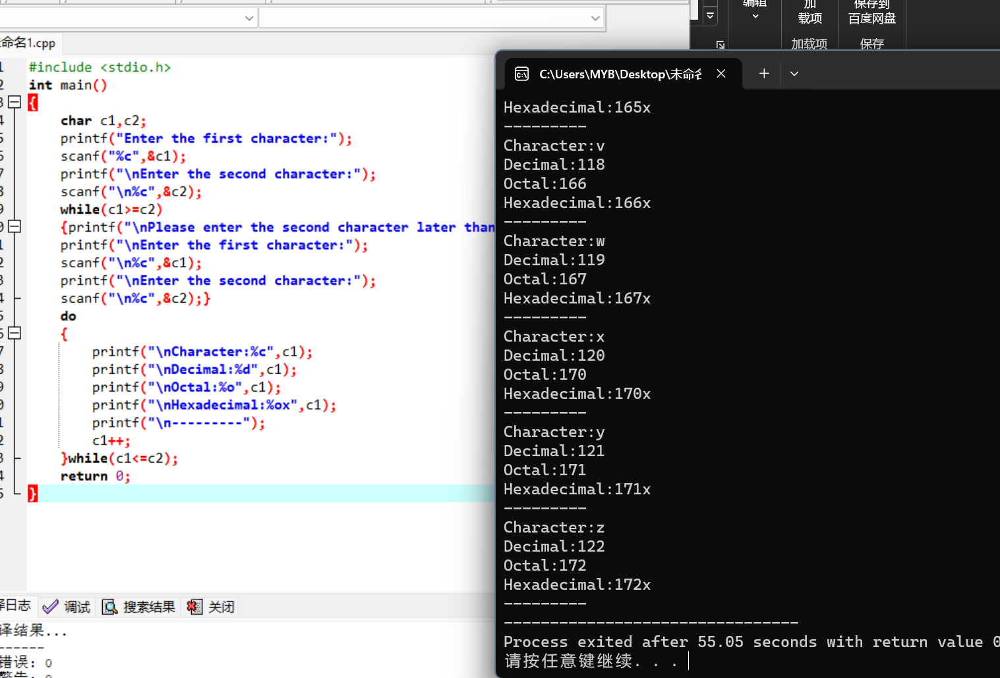 编辑
加
载项
保存到
百度网盘
加载项
保存
命名1.cpp
C:\Users\MYB\Desktop\未命名
#include <stdio.h>
int main()
{
char c1,c2;
printf("Enter the first character:");
scanf("%c",&c1);
printf("\nEnter the second character:");
scanf("\n%c",&c2);
while(c1>=c2)
{printf("\nPlease enter the second character later than
printf("\nEnter the first character:");
scanf("\n%c",&c1);
printf("\nEnter the second character:");
scanf("\n%c",&c2);}
do
{
printf("\nCharacter:%c",c1);
printf("\nDecimal:%d",c1);
printf("\nOctal:%o",c1);
printf("\nHexadecimal:%ox",c1);
printf("\n---------");
c1++;
}while(c1<=c2);
return 0;
}
Hexadecimal:165x
---------
Character:v
Decimal:118
Octal:166
Hexadecimal:166x
---------
Character:w
Decimal:119
Octal:167
Hexadecimal:167x
---------
Character:x
Decimal:120
Octal:170
Hexadecimal:170x
---------
Character:y
Decimal:121
Octal:171
Hexadecimal:171x
---------
Character:z
Decimal:122
Octal:172
Hexadecimal:172x
---------
--------------------------------
Process exited after 55.05 seconds with return value 0
请按任意键继续. . .
译日志 调试 搜索结果 关闭
译结果...
------
错误: 0
警告: 0